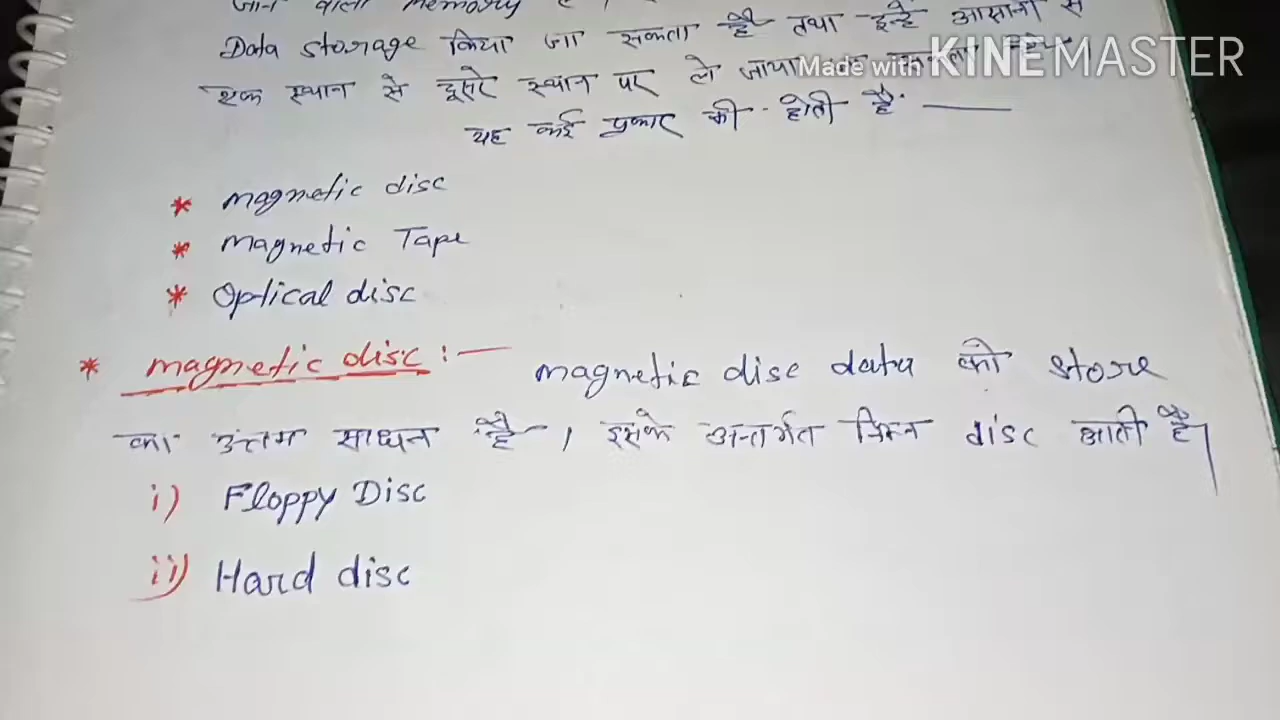 जाने वाली memory है।
Data storage किया जा सकता है तथा इन्हे आसानी से
एक स्थान से दूसरे स्थान पर ले जाया
Made with KINEMASTER
यह कई प्रकार की होती है
* magnetic disc
* magnetic Tape
* Optical disc
* magnetic disc :— magnetic disc data को store
का उत्तम साधन है, इसके अन्तर्गत निम्न disc आती है।
i) Floppy Disc
ii) Hard disc